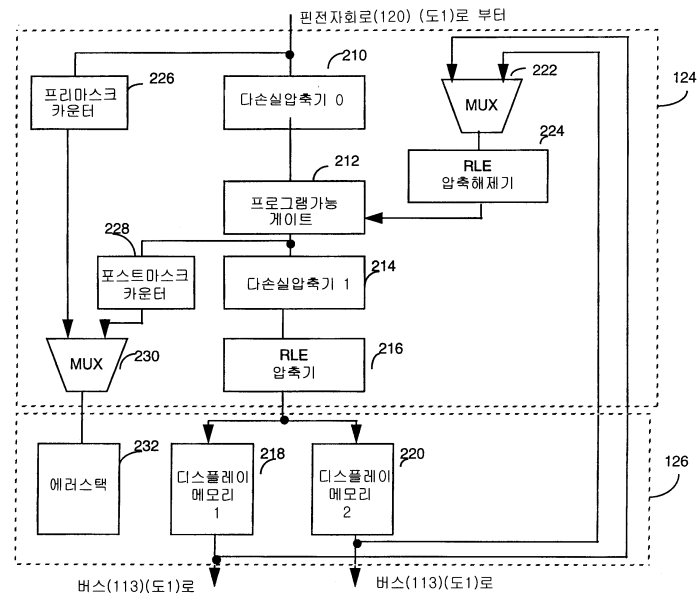 핀전자회로(120) (도1)로 부터
210
226
222
프리마스크
카운터
다손실압축기 0
MUX
124
224
212
RLE
압축해제기
프로그램가능
게이트
228
포스트마스크
카운터
다손실압축기 1
214
MUX
230
RLE
압축기
216
232
에러스택
디스플레이
메모리
1
218
디스플레이
메모리
2
220
126
버스(113)(도1)로
버스(113)(도1)로